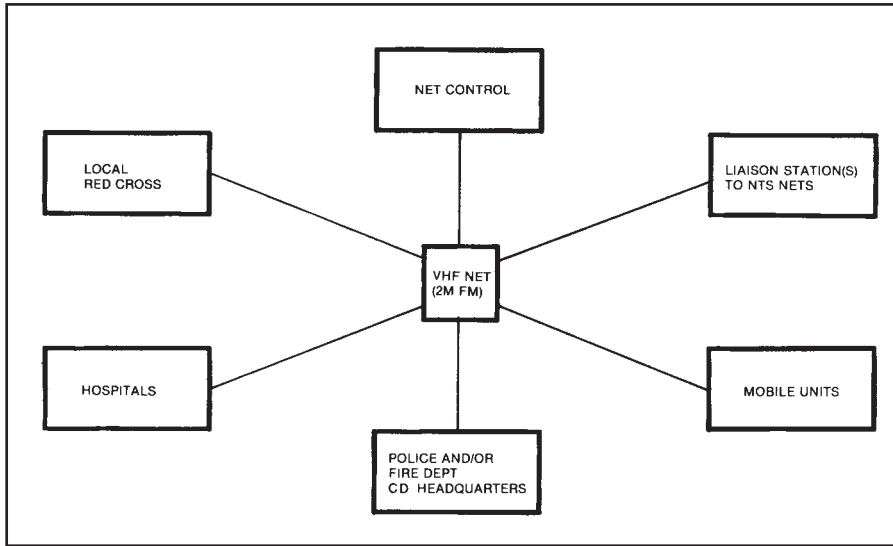 NET CONTROL
LOCAL
RED CROSS
LIAISON STATION(S)
TO NTS NETS
VHF NET
(2M FM)
HOSPITALS
MOBILE UNITS
POLICE AND/OR
FIRE DEPT
CD HEADQUARTERS